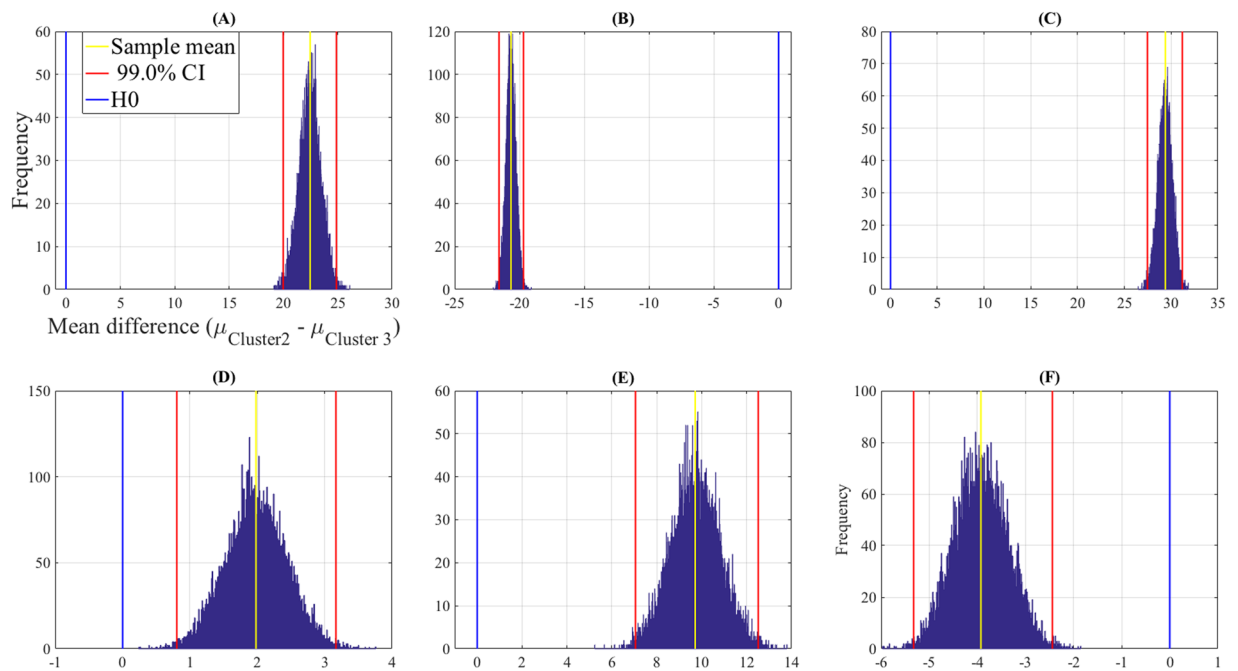 (A)
60
50
40
30
20
10
0
Frequency
Sample mean
99.0% CI
H0
0 5 10 15 20 25 30
Mean difference (μCluster2 - μCluster 3)
(B)
120
100
80
60
40
20
0
-25 -20 -15 -10 -5 0
(C)
80
70
60
50
40
30
20
10
0
0 5 10 15 20 25 30 35
(D)
150
100
50
0
-1 0 1 2 3 4
(E)
60
50
40
30
20
10
0
0 2 4 6 8 10 12 14
(F)
100
80
60
40
20
0
Frequency
-6 -5 -4 -3 -2 -1 0 1